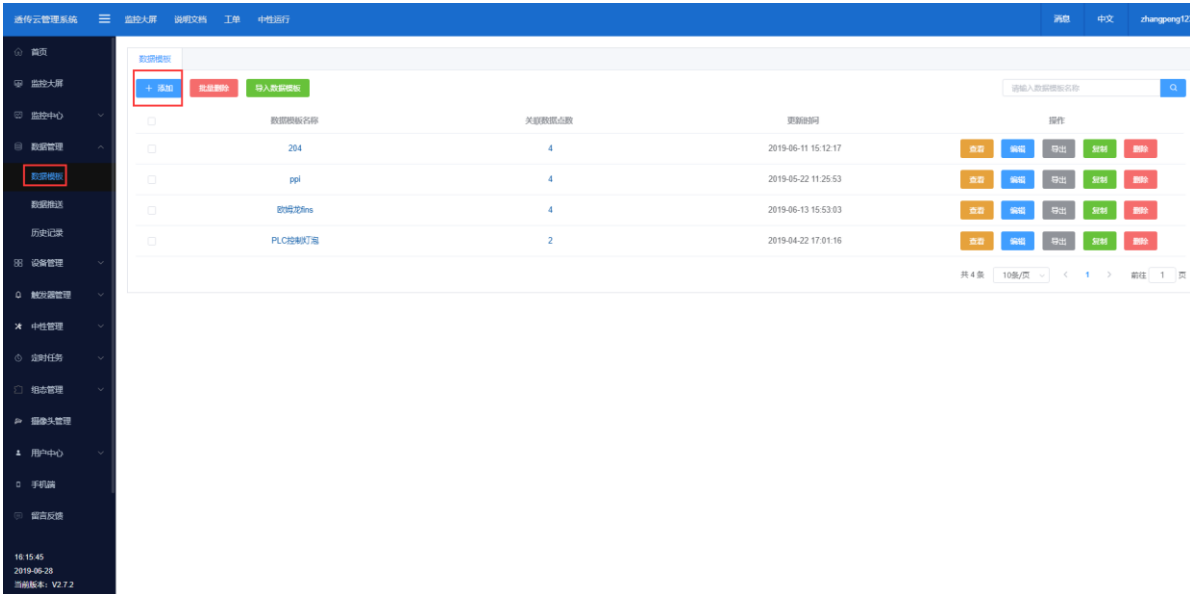 透传云管理系统 监控大屏 说明文档 工单 中性运行 消息 中文 zhangpeng12
首页
监控大屏
监控中心
数据管理
数据模板
数据推送
历史记录
设备管理
触发器管理
中性管理
定时任务
组态管理
摄像头管理
用户中心
手机端
留言反馈
16:15:45
2019-06-28
当前版本：V2.7.2
数据模板
+ 添加 批量删除 导入数据模板 请输入数据模板名称
数据模板名称 关联数据点数 更新时间 操作
204 4 2019-06-11 15:12:17 查看 编辑 导出 复制 删除
ppi 4 2019-05-22 11:25:53 查看 编辑 导出 复制 删除
欧姆龙fins 4 2019-06-13 15:53:03 查看 编辑 导出 复制 删除
PLC控制灯泡 2 2019-04-22 17:01:16 查看 编辑 导出 复制 删除
共 4 条 10条/页 < 1 > 前往 1 页